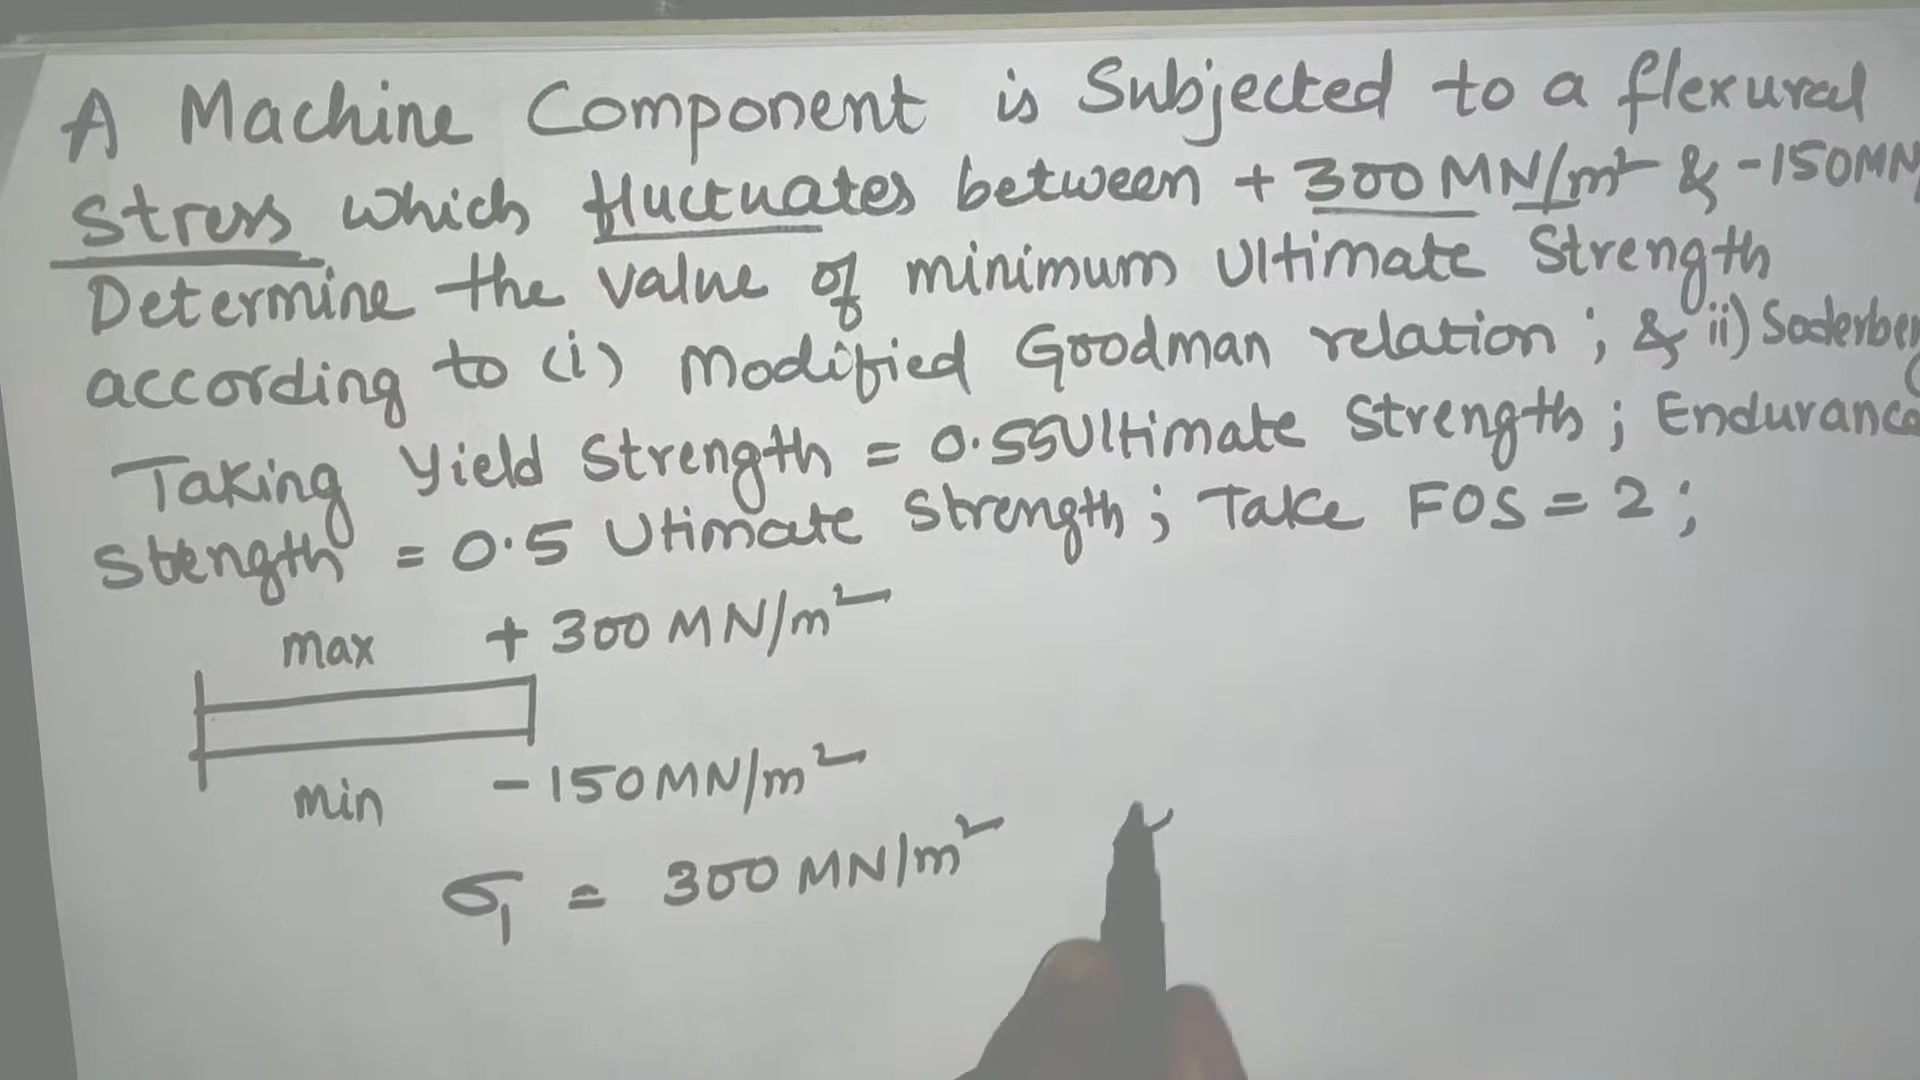 A Machine Component is Subjected to a flexural
Stress which fluctuates between + 300 MN/m² & -150MN
Determine the value of minimum Ultimate Strength
according to (i) Modified Goodman relation ; & ii) Soderberg
Taking Yield Strength = 0.55Ultimate Strength ; Endurance
Stength = 0.5 Utimate Strength ; Take FOS = 2 ;
max + 300 MN/m²
min - 150MN/m²
σ₁ = 300 MN/m²